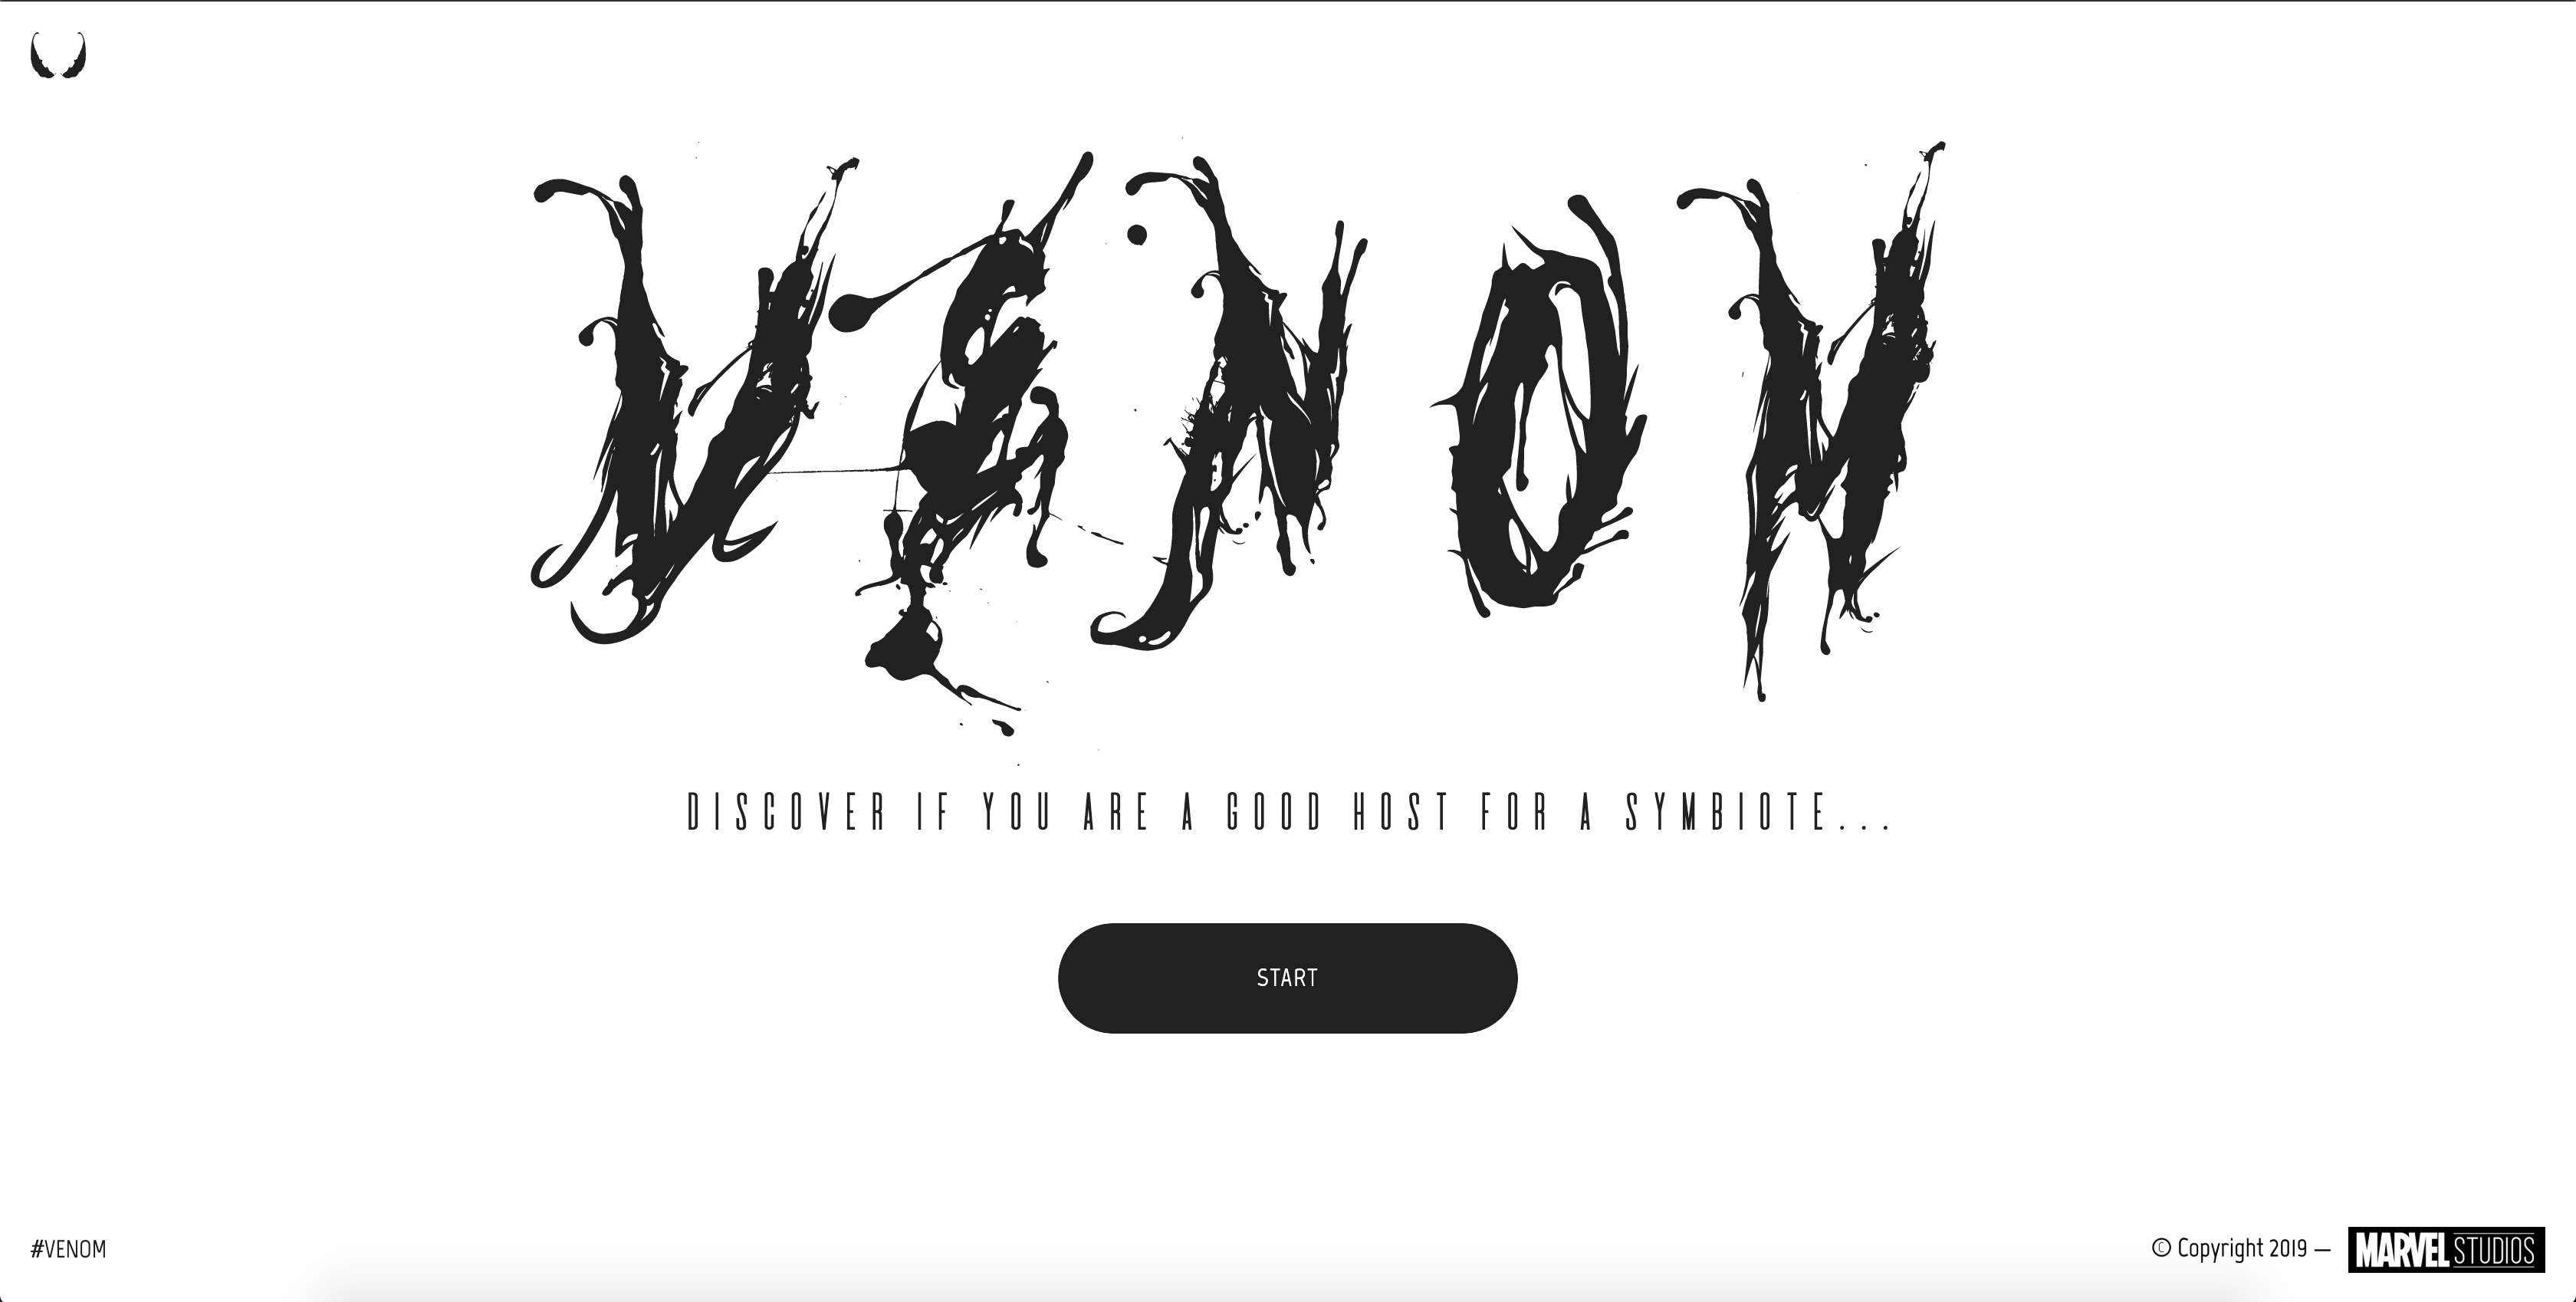 VENOM
DISCOVER IF YOU ARE A GOOD HOST FOR A SYMBIOTE...
START
#VENOM
© Copyright 2019 —
MARVEL STUDIOS